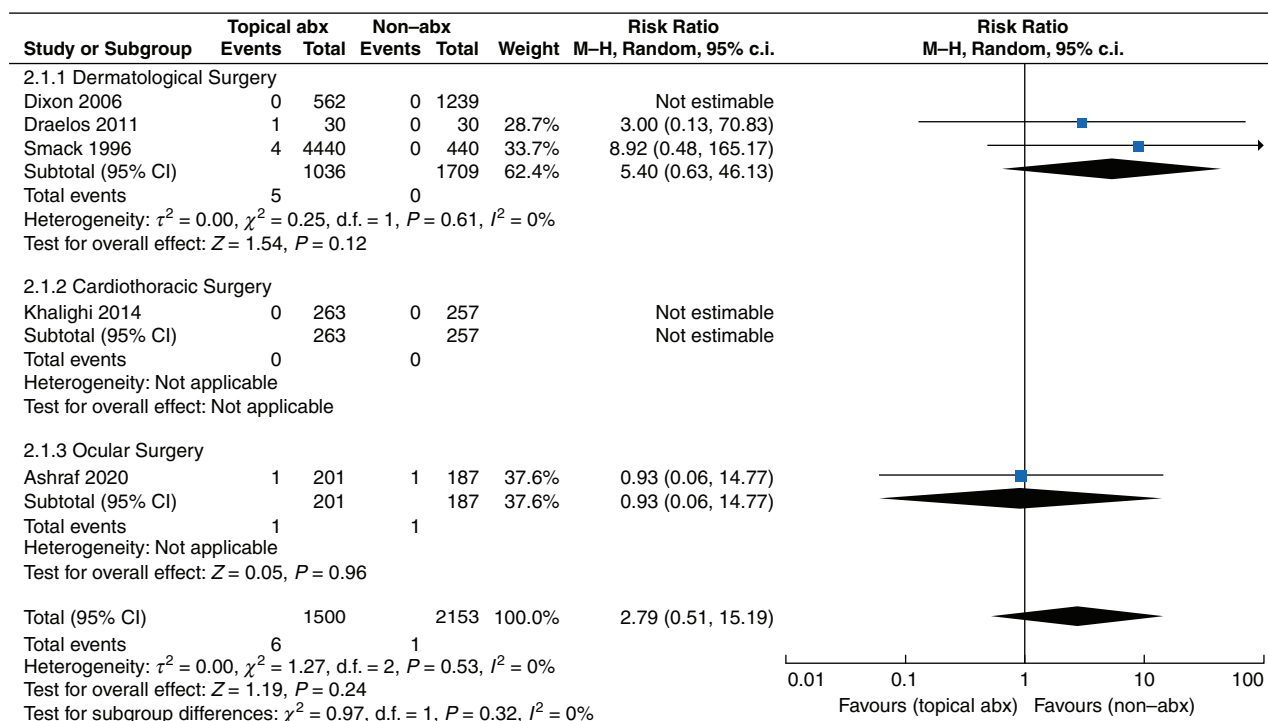 Topical abx Non–abx Risk Ratio Risk Ratio
Study or Subgroup Events Total Events Total Weight M–H, Random, 95% c.i. M–H, Random, 95% c.i.
2.1.1 Dermatological Surgery
Dixon 2006 0 562 0 1239 Not estimable
Draelos 2011 1 30 0 30 28.7% 3.00 (0.13, 70.83)
Smack 1996 4 4440 0 440 33.7% 8.92 (0.48, 165.17)
Subtotal (95% CI) 1036 1709 62.4% 5.40 (0.63, 46.13)
Total events 5 0
Heterogeneity: τ² = 0.00, χ² = 0.25, d.f. = 1, P = 0.61, I² = 0%
Test for overall effect: Z = 1.54, P = 0.12
2.1.2 Cardiothoracic Surgery
Khalighi 2014 0 263 0 257 Not estimable
Subtotal (95% CI) 263 257 Not estimable
Total events 0 0
Heterogeneity: Not applicable
Test for overall effect: Not applicable
2.1.3 Ocular Surgery
Ashraf 2020 1 201 1 187 37.6% 0.93 (0.06, 14.77)
Subtotal (95% CI) 201 187 37.6% 0.93 (0.06, 14.77)
Total events 1 1
Heterogeneity: Not applicable
Test for overall effect: Z = 0.05, P = 0.96
Total (95% CI) 1500 2153 100.0% 2.79 (0.51, 15.19)
Total events 6 1
Heterogeneity: τ² = 0.00, χ² = 1.27, d.f. = 2, P = 0.53, I² = 0%
Test for overall effect: Z = 1.19, P = 0.24
Test for subgroup differences: χ² = 0.97, d.f. = 1, P = 0.32, I² = 0%
0.01 0.1 1 10 100
Favours (topical abx) Favours (non–abx)